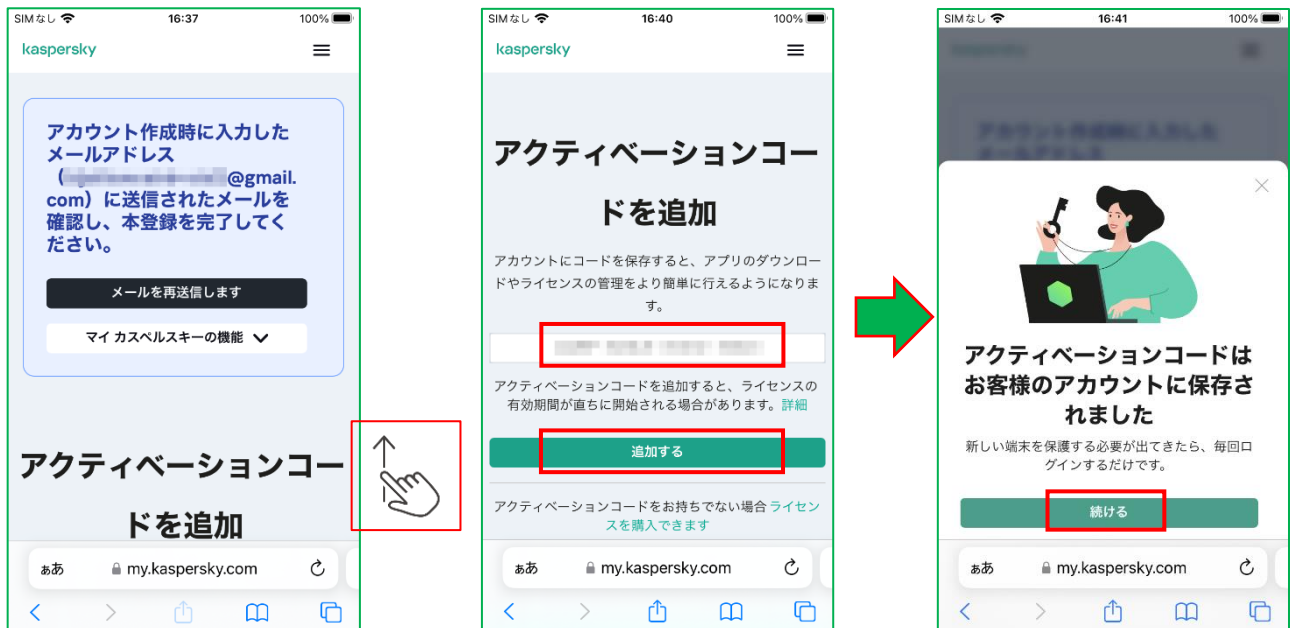 SIMなし 16:37 100%
kaspersky
アカウント作成時に入力した
メールアドレス
（ @gmail.
com）に送信されたメールを
確認し、本登録を完了してく
ださい。
メールを再送信します
マイ カスペルスキーの機能
アクティベーションコー
ドを追加
ぁあ my.kaspersky.com
SIMなし 16:40 100%
kaspersky
アクティベーションコー
ドを追加
アカウントにコードを保存すると、アプリのダウンロー
ドやライセンスの管理をより簡単に行えるようになりま
す。
アクティベーションコードを追加すると、ライセンスの
有効期間が直ちに開始される場合があります。詳細
追加する
アクティベーションコードをお持ちでない場合 ライセン
スを購入できます
ぁあ my.kaspersky.com
SIMなし 16:41 100%
アクティベーションコードは
お客様のアカウントに保存さ
れました
新しい端末を保護する必要が出てきたら、毎回ロ
グインするだけです。
続ける
ぁあ my.kaspersky.com